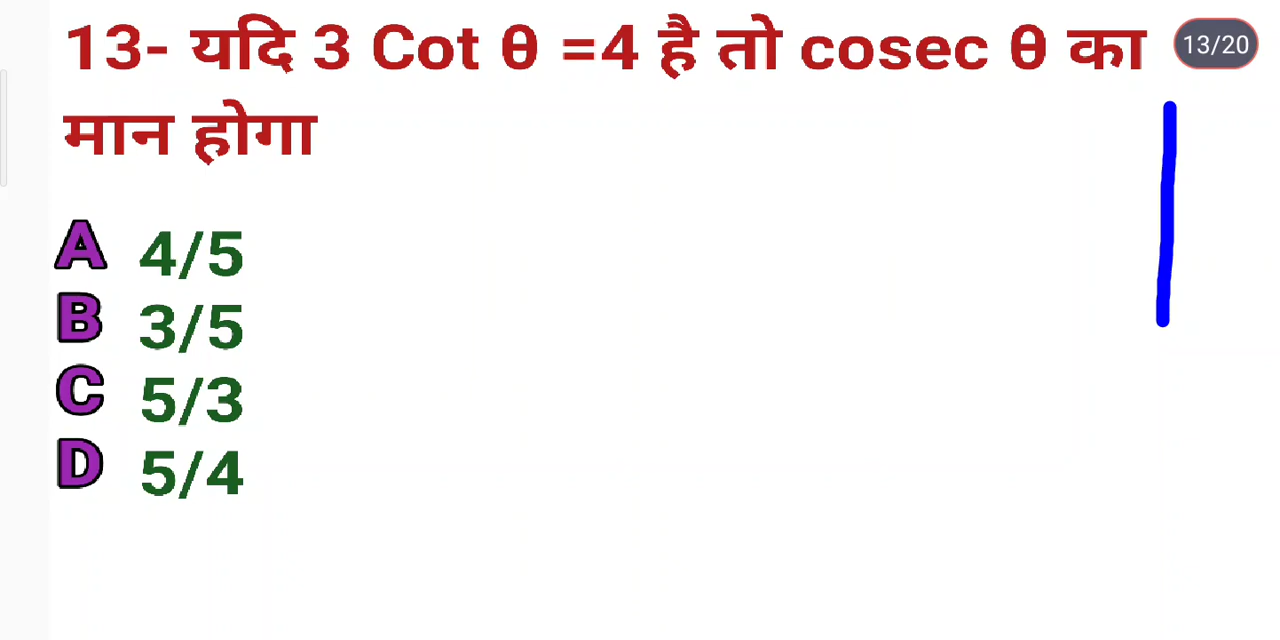 13- यदि 3 Cot θ =4 है तो cosec θ का
13/20
मान होगा
A 4/5
B 3/5
C 5/3
D 5/4